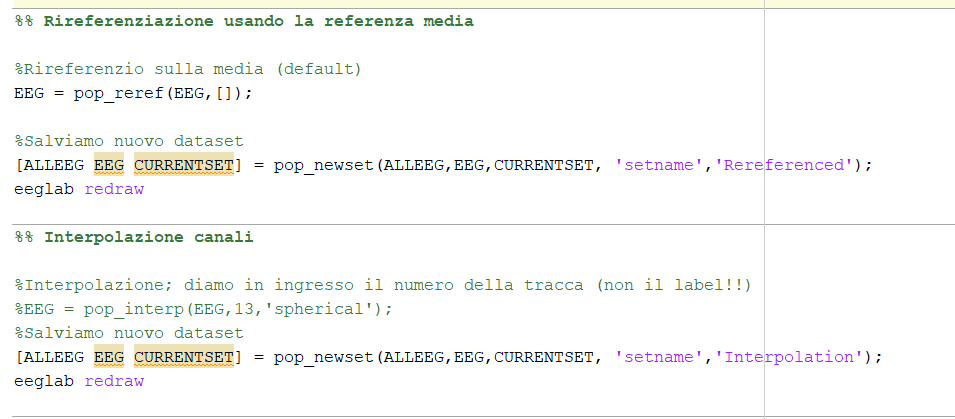 %% Rireferenziazione usando la referenza media
%Rireferenzio sulla media (default)
EEG = pop_reref(EEG,[]);
%Salviamo nuovo dataset
[ALLEEG EEG CURRENTSET] = pop_newset(ALLEEG,EEG,CURRENTSET, 'setname','Rereferenced');
eeglab redraw
%% Interpolazione canali
%Interpolazione; diamo in ingresso il numero della tracca (non il label!!)
%EEG = pop_interp(EEG,13,'spherical');
%Salviamo nuovo dataset
[ALLEEG EEG CURRENTSET] = pop_newset(ALLEEG,EEG,CURRENTSET, 'setname','Interpolation');
eeglab redraw